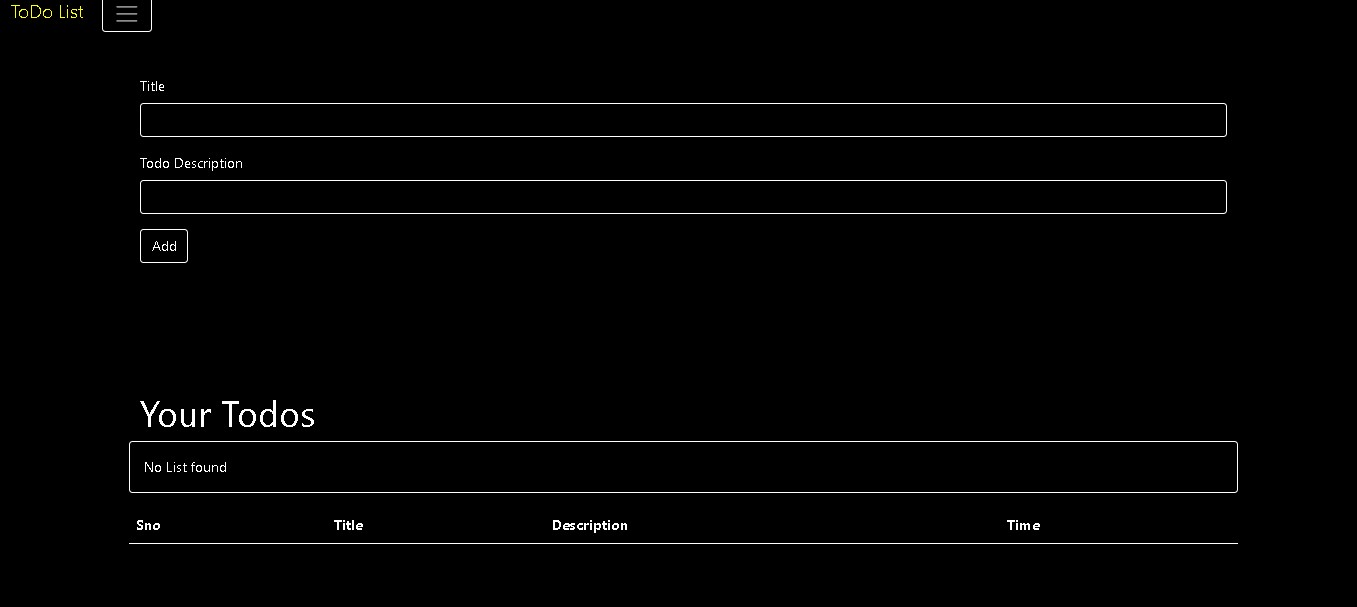 ToDo List
Title
Todo Description
Add
Your Todos
No List found
Sno Title Description Time